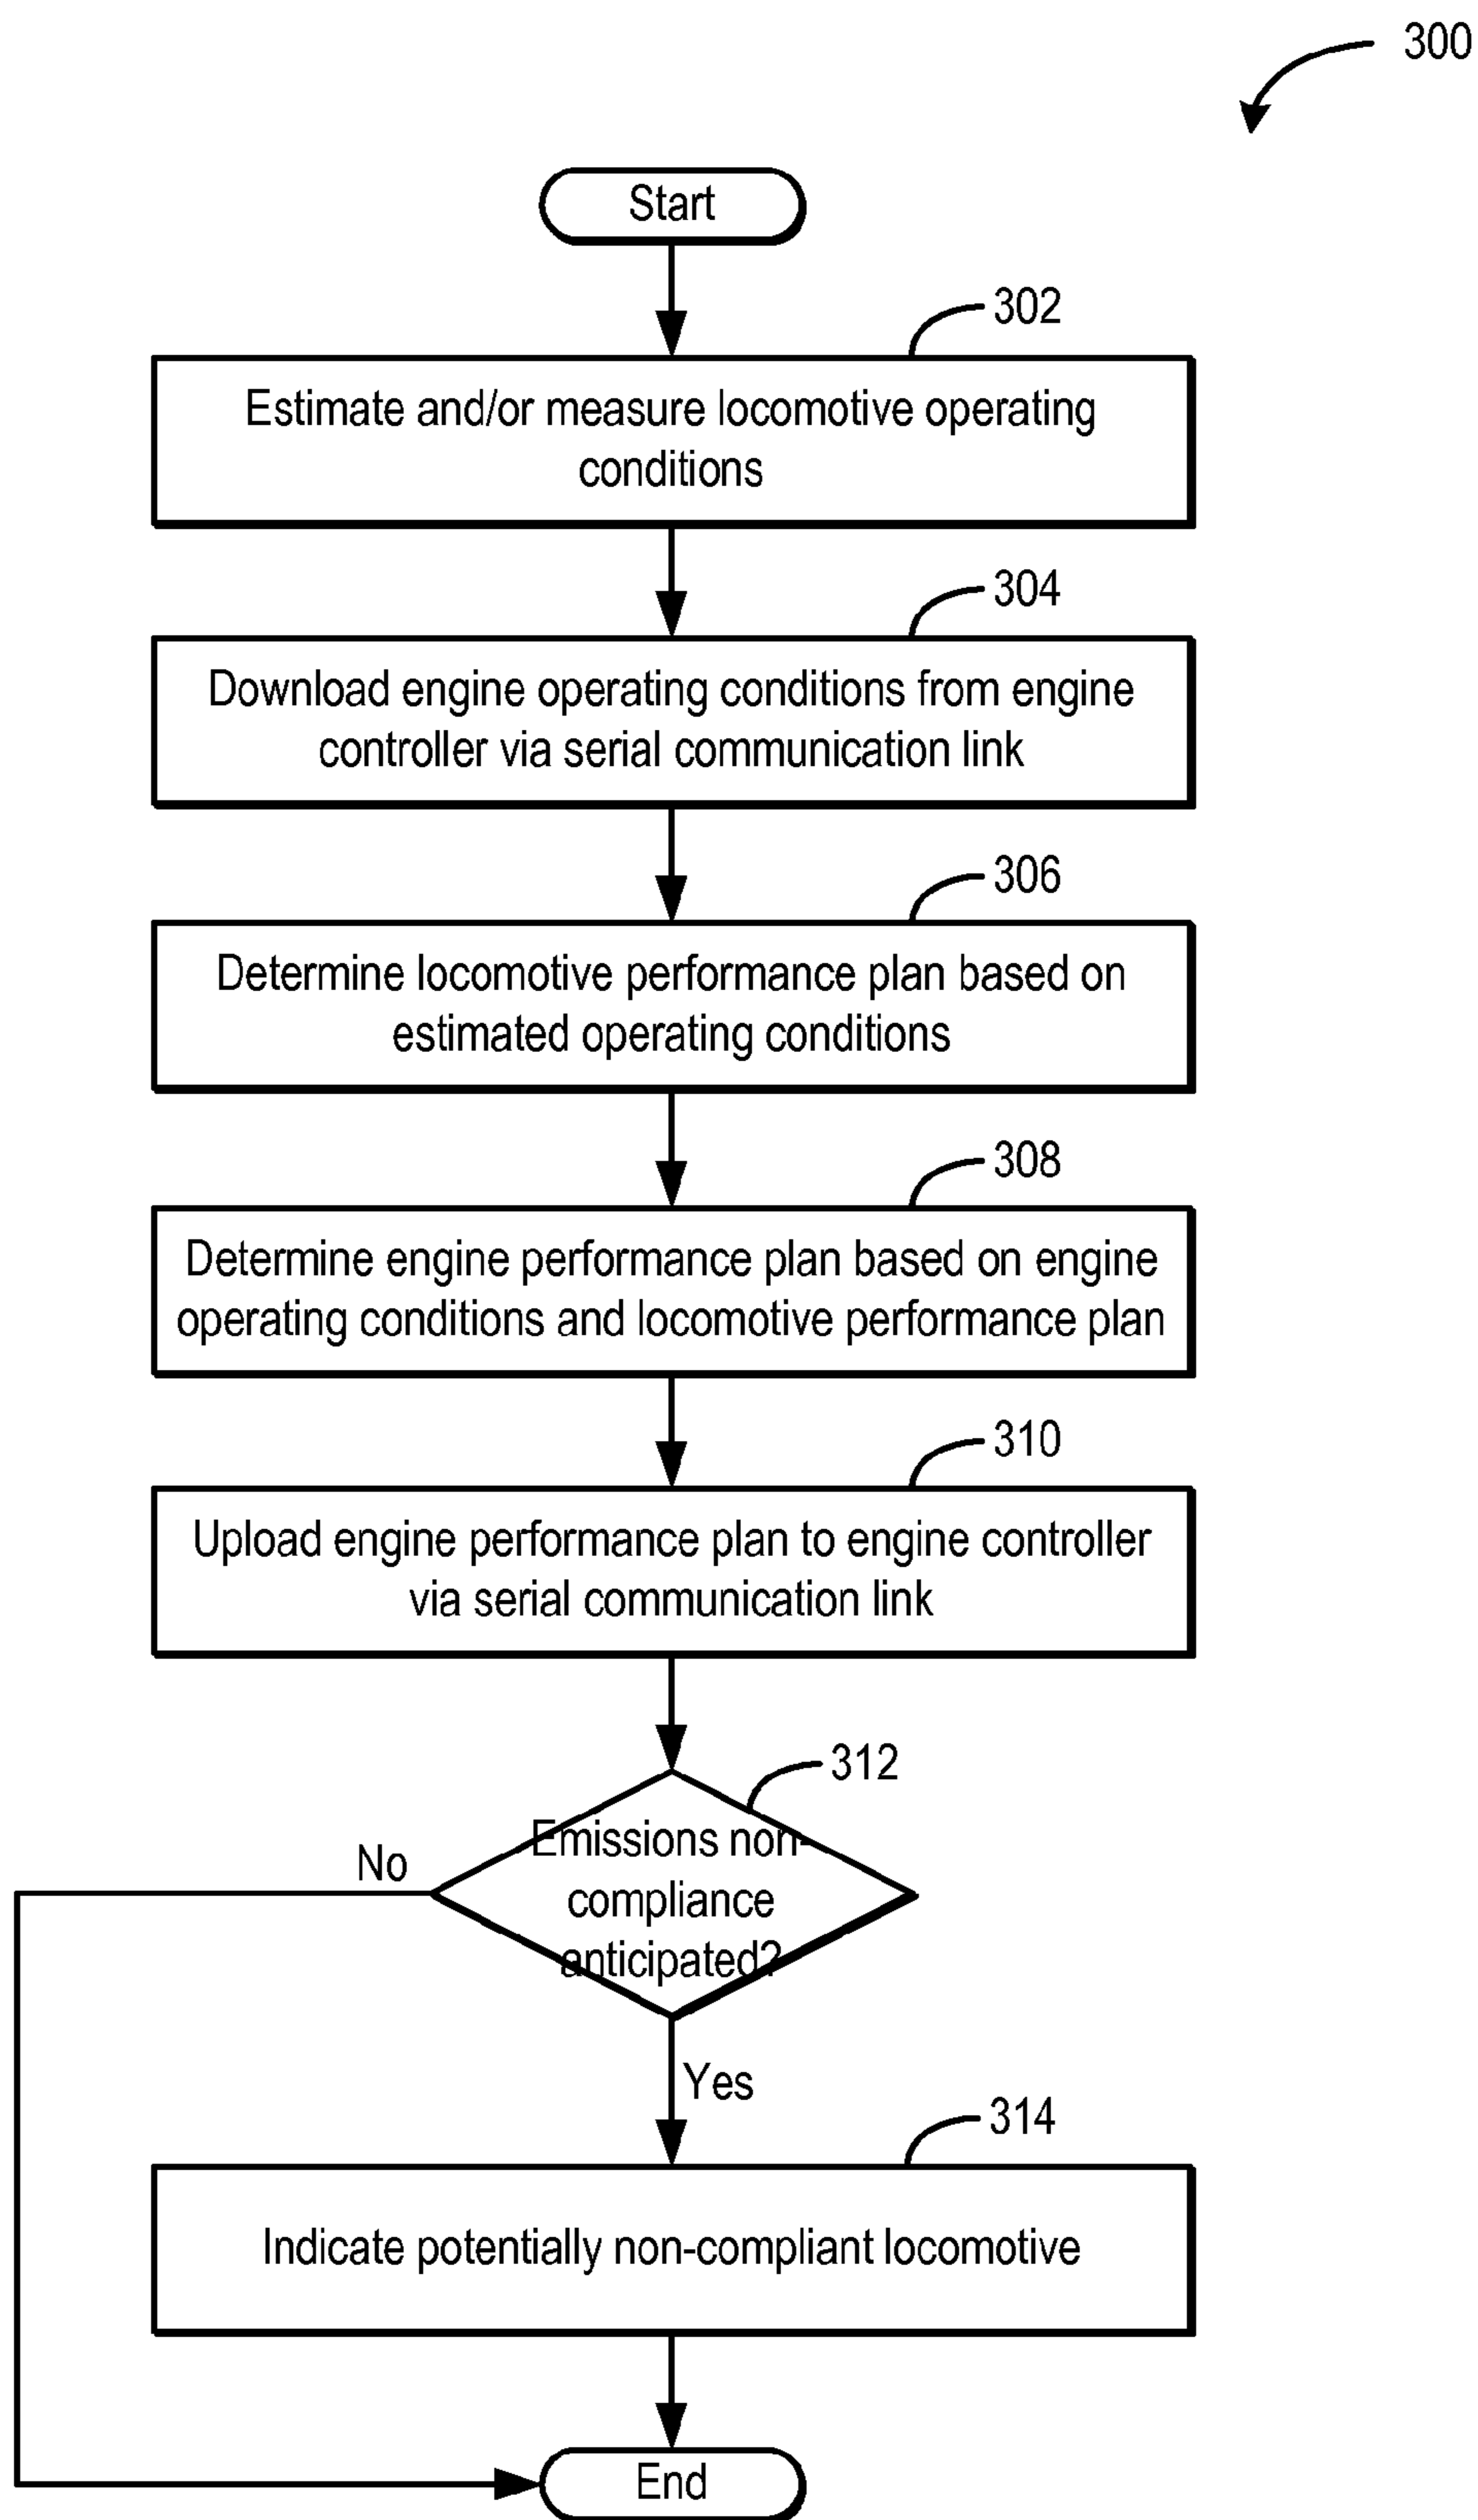 300
Start
302
Estimate and/or measure locomotive operating
conditions
304
Download engine operating conditions from engine
controller via serial communication link
306
Determine locomotive performance plan based on
estimated operating conditions
308
Determine engine performance plan based on engine
operating conditions and locomotive performance plan
310
Upload engine performance plan to engine controller
via serial communication link
312
Emissions non-
compliance
anticipated?
No
Yes
314
Indicate potentially non-compliant locomotive
End